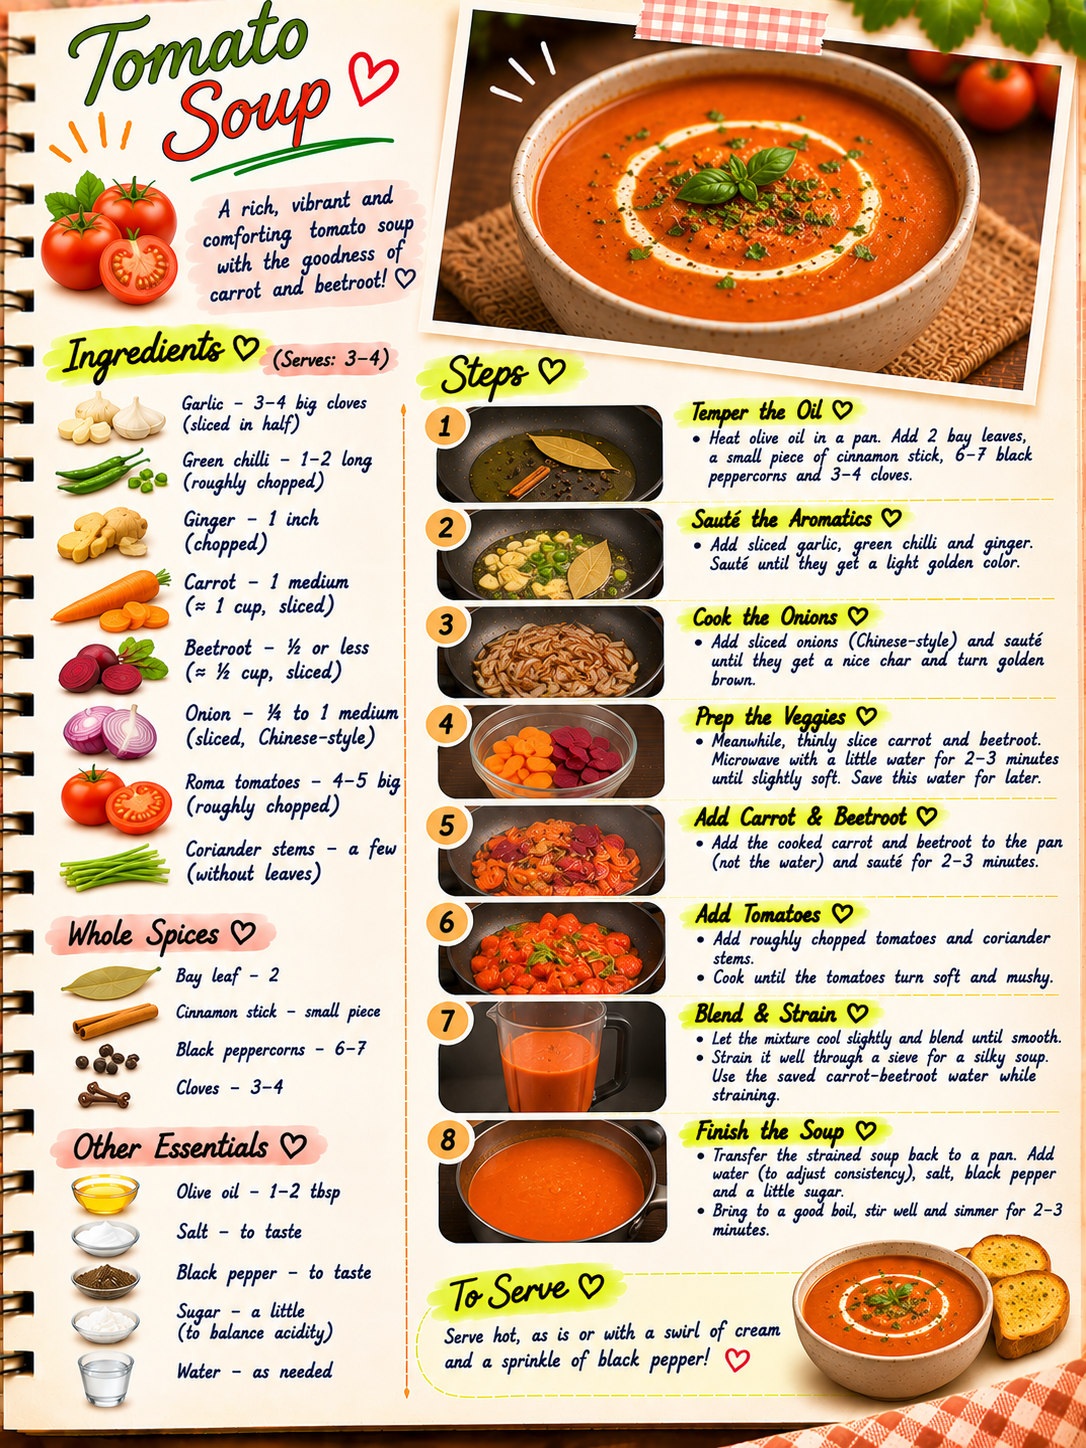 Tomato
Soup
A rich, vibrant and
comforting tomato soup
with the goodness of
carrot and beetroot!
Ingredients (Serves: 3-4)
Garlic – 3-4 big cloves
(sliced in half)
Green chilli – 1-2 long
(roughly chopped)
Ginger – 1 inch
(chopped)
Carrot – 1 medium
(≈ 1 cup, sliced)
Beetroot – ½ or less
(≈ ½ cup, sliced)
Onion – ¼ to 1 medium
(sliced, Chinese-style)
Roma tomatoes – 4-5 big
(roughly chopped)
Coriander stems – a few
(without leaves)
Whole Spices
Bay leaf – 2
Cinnamon stick – small piece
Black peppercorns – 6-7
Cloves – 3-4
Other Essentials
Olive oil – 1-2 tbsp
Salt – to taste
Black pepper – to taste
Sugar – a little
(to balance acidity)
Water – as needed
Steps
1
Temper the Oil
• Heat olive oil in a pan. Add 2 bay leaves,
a small piece of cinnamon stick, 6-7 black
peppercorns and 3-4 cloves.
2
Sauté the Aromatics
• Add sliced garlic, green chilli and ginger.
Sauté until they get a light golden color.
3
Cook the Onions
• Add sliced onions (Chinese-style) and sauté
until they get a nice char and turn golden
brown.
4
Prep the Veggies
• Meanwhile, thinly slice carrot and beetroot.
Microwave with a little water for 2-3 minutes
until slightly soft. Save this water for later.
5
Add Carrot & Beetroot
• Add the cooked carrot and beetroot to the pan
(not the water) and sauté for 2-3 minutes.
6
Add Tomatoes
• Add roughly chopped tomatoes and coriander
stems.
• Cook until the tomatoes turn soft and mushy.
7
Blend & Strain
• Let the mixture cool slightly and blend until smooth.
• Strain it well through a sieve for a silky soup.
Use the saved carrot-beetroot water while
straining.
8
Finish the Soup
• Transfer the strained soup back to a pan. Add
water (to adjust consistency), salt, black pepper
and a little sugar.
• Bring to a good boil, stir well and simmer for 2-3
minutes.
To Serve
Serve hot, as is or with a swirl of cream
and a sprinkle of black pepper!